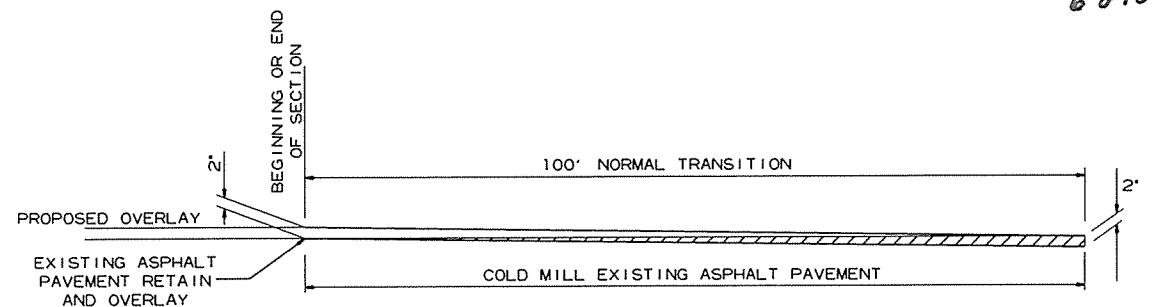 BEGINNING OR END
OF SECTION
2"
100' NORMAL TRANSITION
2"
PROPOSED OVERLAY
EXISTING ASPHALT
PAVEMENT RETAIN
AND OVERLAY
COLD MILL EXISTING ASPHALT PAVEMENT